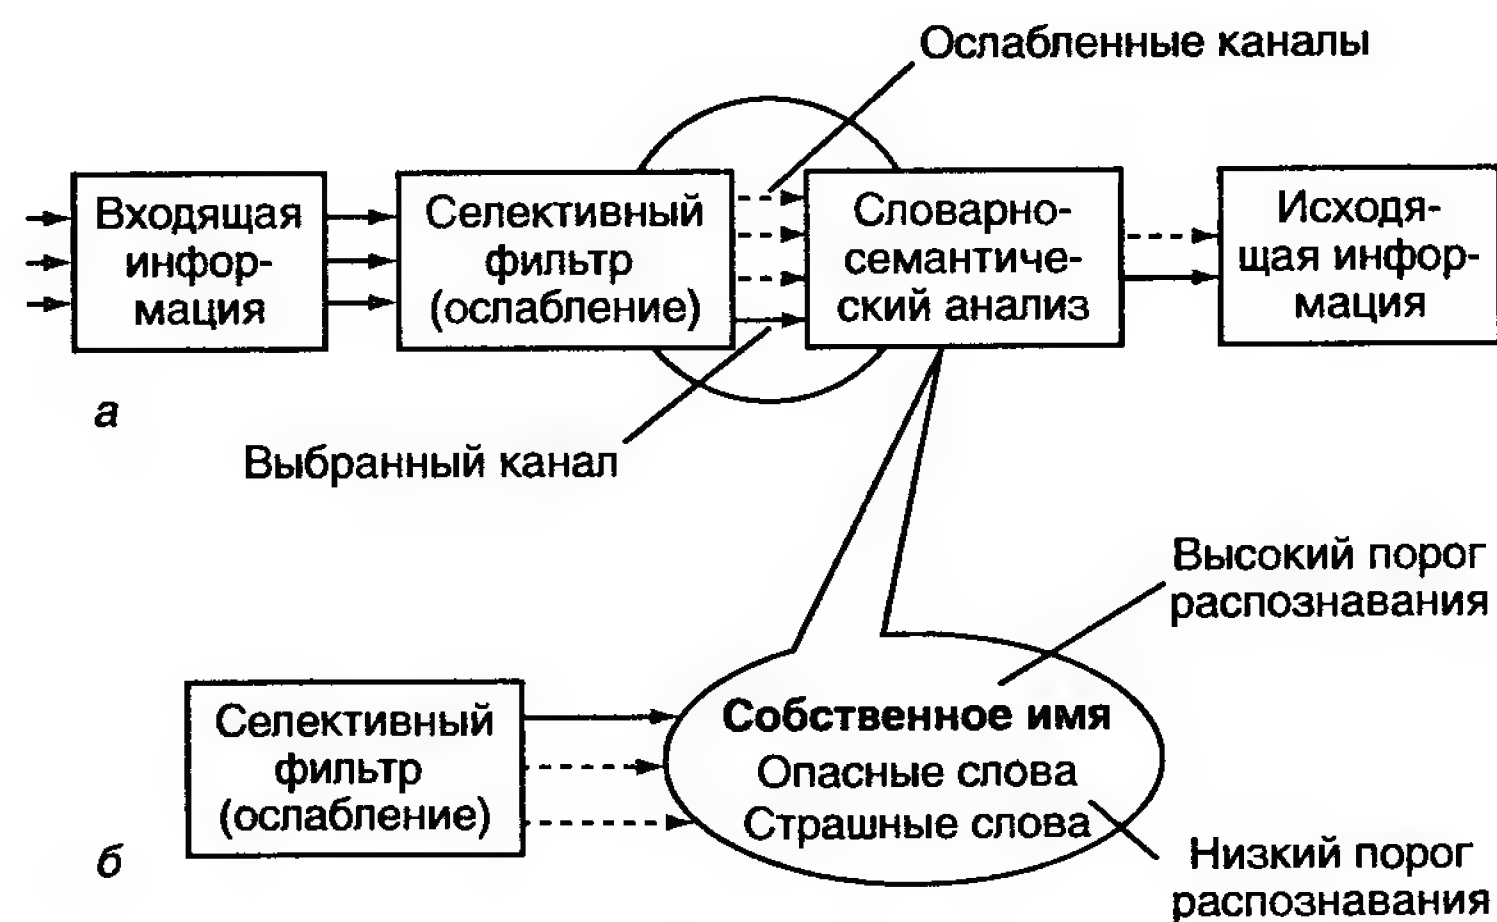 Ослабленные каналы
Входящая
инфор-
мация
Селективный
фильтр
(ослабление)
Словарно-
семантиче-
ский анализ
Исходя-
щая инфор-
мация
а
Выбранный канал
Высокий порог
распознавания
Селективный
фильтр
(ослабление)
Собственное имя
Опасные слова
Страшные слова
б
Низкий порог
распознавания